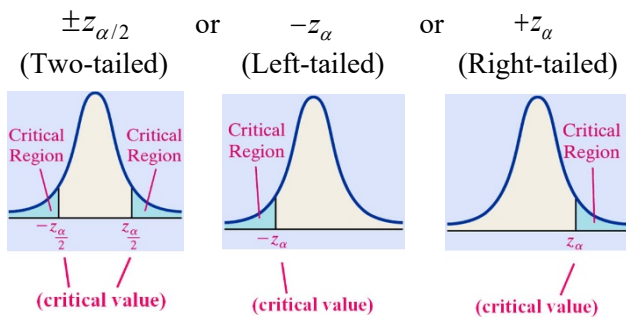 ±z_{α/2} or −z_α or +z_α
(Two-tailed) (Left-tailed) (Right-tailed)
Critical Region
Critical Region
−z_{α/2} z_{α/2}
(critical value)
Critical Region
−z_α
(critical value)
Critical Region
z_α
(critical value)